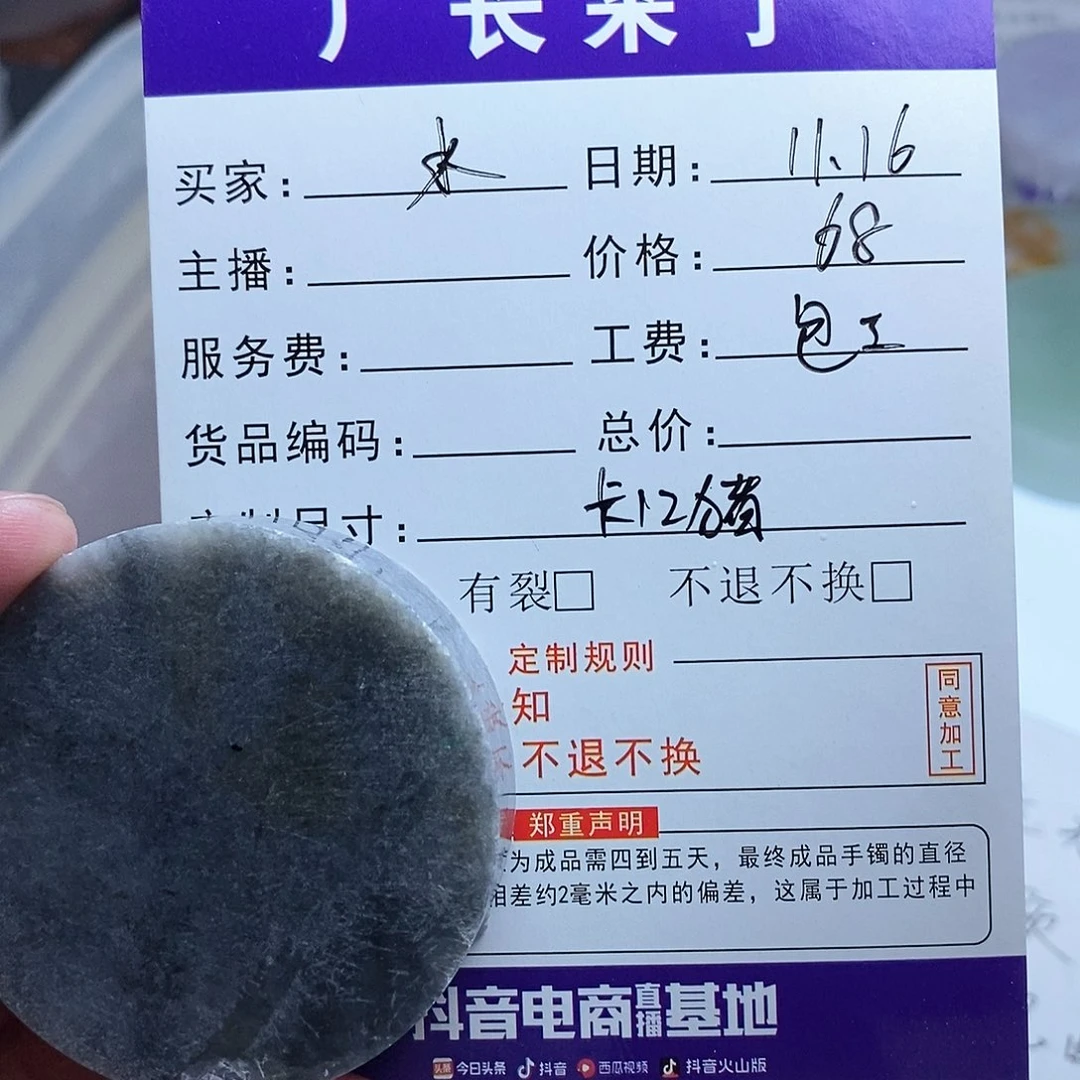 厂长来了
买家: 水 日期: 11.16
主播: 价格: 68
服务费: 工费: 包工
货品编码: 总价:
定制尺寸: 卡12猪
有裂□ 不退不换□
定制规则
知
不退不换
同意加工
郑重声明
为成品需四到五天，最终成品手镯的直径
相差约2毫米之内的偏差，这属于加工过程中
抖音电商直播基地
头条 今日头条 抖音 西瓜视频 抖音火山版